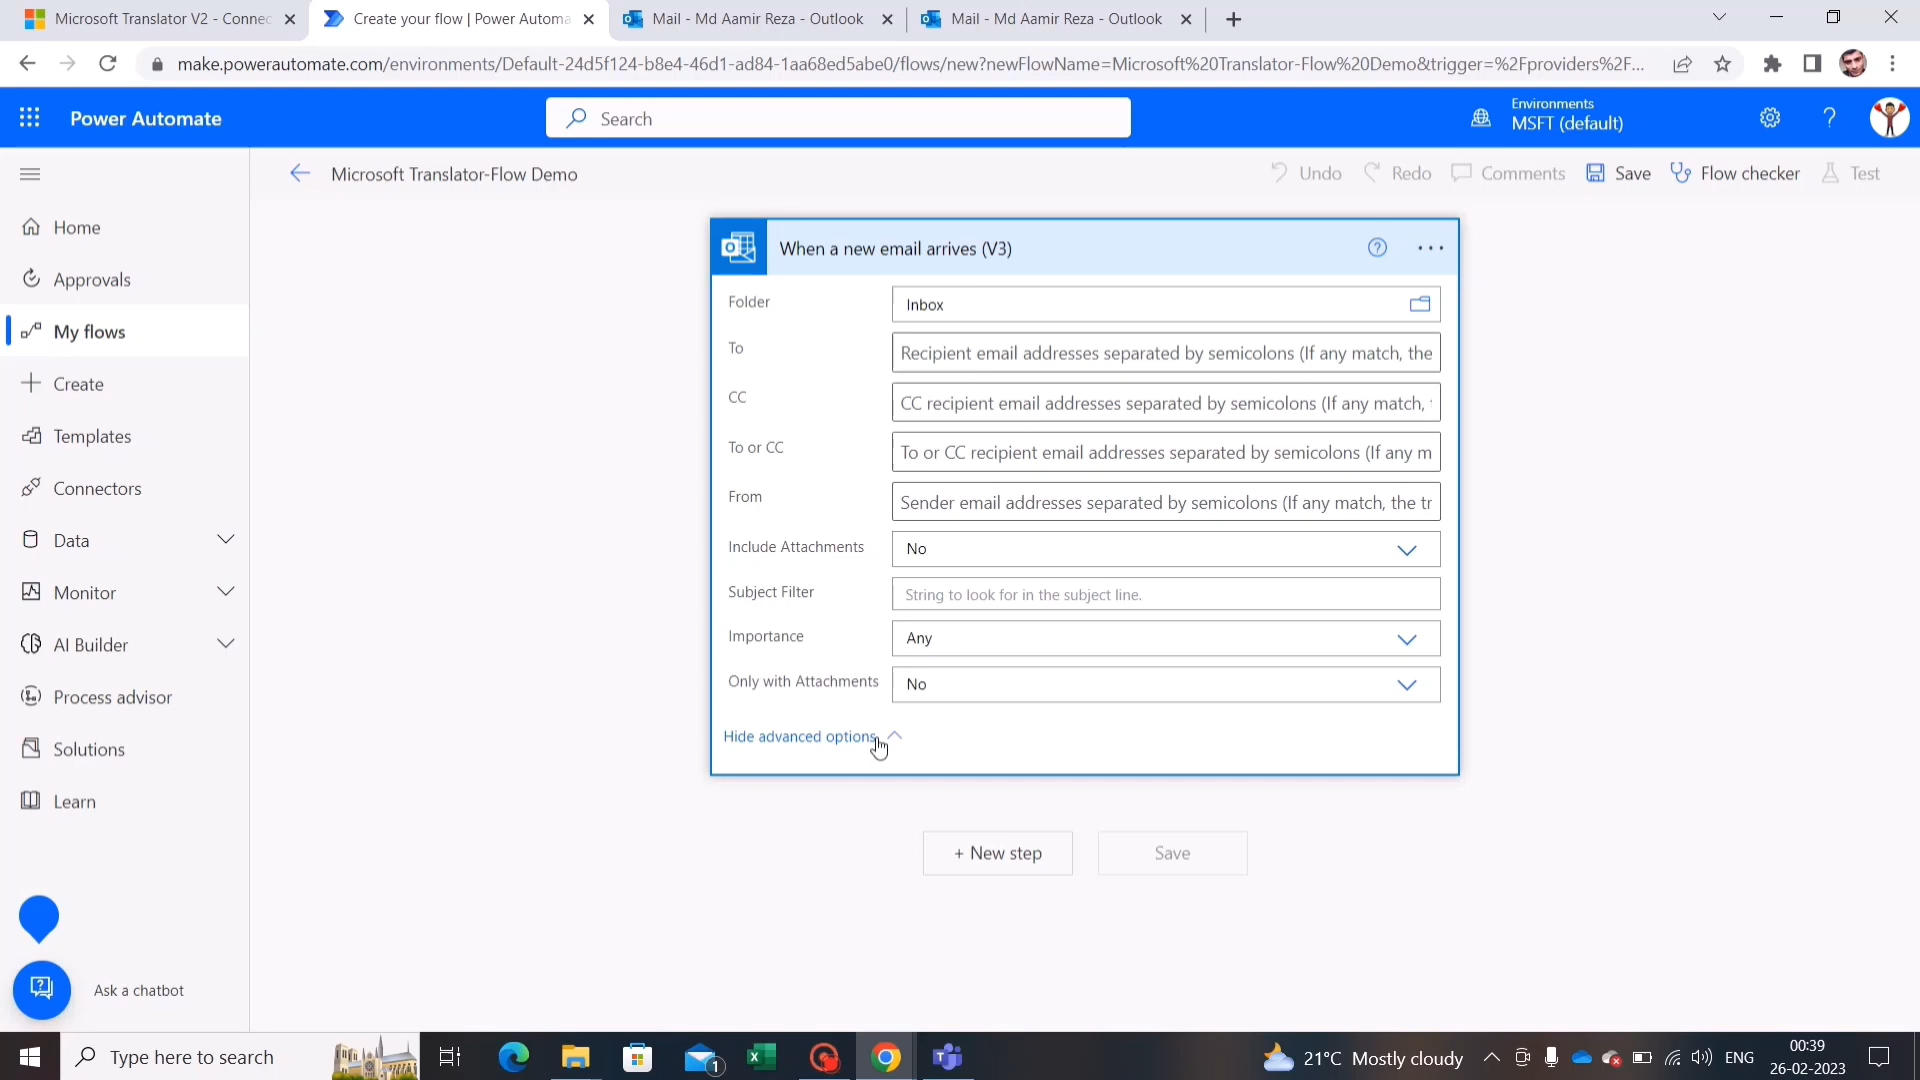 Microsoft Translator V2 - Connec
Create your flow | Power Automa
Mail - Md Aamir Reza - Outlook
Mail - Md Aamir Reza - Outlook
make.powerautomate.com/environments/Default-24d5f124-b8e4-46d1-ad84-1aa68ed5abe0/flows/new?newFlowName=Microsoft%20Translator-Flow%20Demo&trigger=%2Fproviders%2F...
Power Automate
Search
Environments
MSFT (default)
Microsoft Translator-Flow Demo
Undo
Redo
Comments
Save
Flow checker
Test
Home
Approvals
My flows
Create
Templates
Connectors
Data
Monitor
AI Builder
Process advisor
Solutions
Learn
Ask a chatbot
When a new email arrives (V3)
Folder
Inbox
To
Recipient email addresses separated by semicolons (If any match, the
CC
CC recipient email addresses separated by semicolons (If any match,
To or CC
To or CC recipient email addresses separated by semicolons (If any m
From
Sender email addresses separated by semicolons (If any match, the tr
Include Attachments
No
Subject Filter
String to look for in the subject line.
Importance
Any
Only with Attachments
No
Hide advanced options
+ New step
Save
Type here to search
1
21°C Mostly cloudy
ENG
00:39
26-02-2023